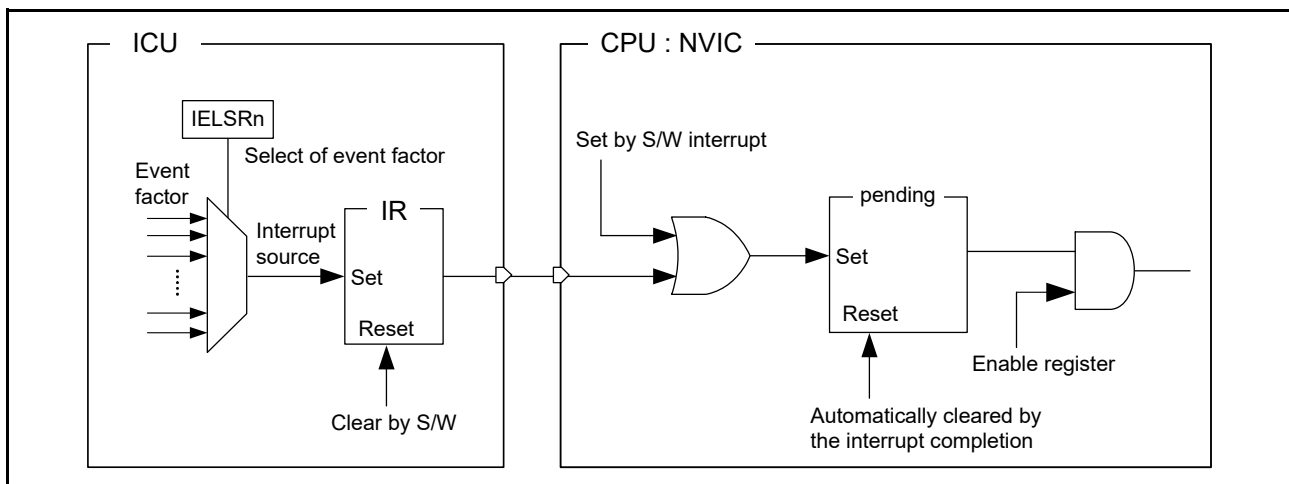 ICU
CPU : NVIC
IELSRn
Select of event factor
Event
factor
Interrupt
source
IR
Set
Reset
Clear by S/W
Set by S/W interrupt
pending
Set
Reset
Enable register
Automatically cleared by
the interrupt completion